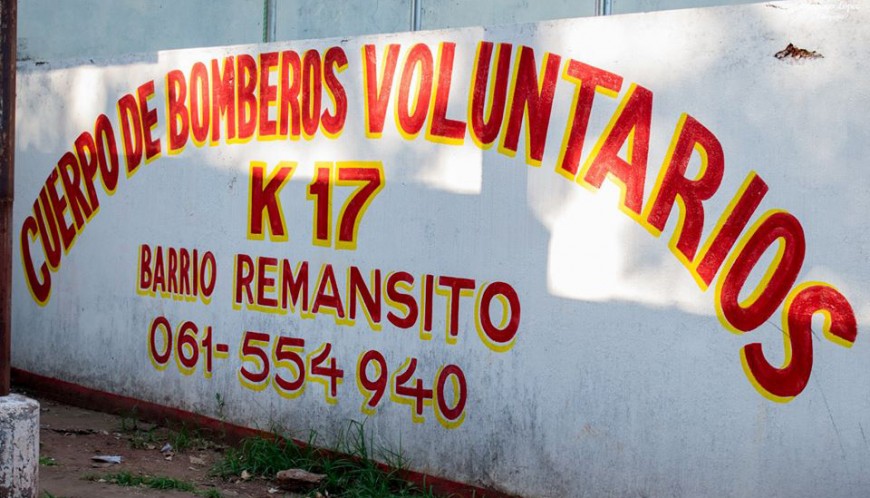 CUERPO DE BOMBEROS VOLUNTARIOS
K 17
BARRIO REMANSITO
061-554 940